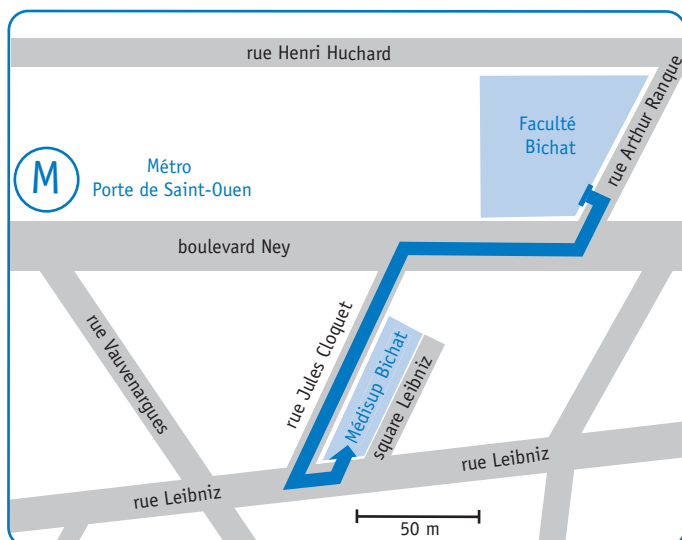 rue Henri Huchard
rue Arthur Ranque
Faculté
Bichat
M
Métro
Porte de Saint-Ouen
boulevard Ney
rue Vauvenargues
rue Jules Cloquet
Médisup Bichat
square Leibniz
rue Leibniz
rue Leibniz
50 m